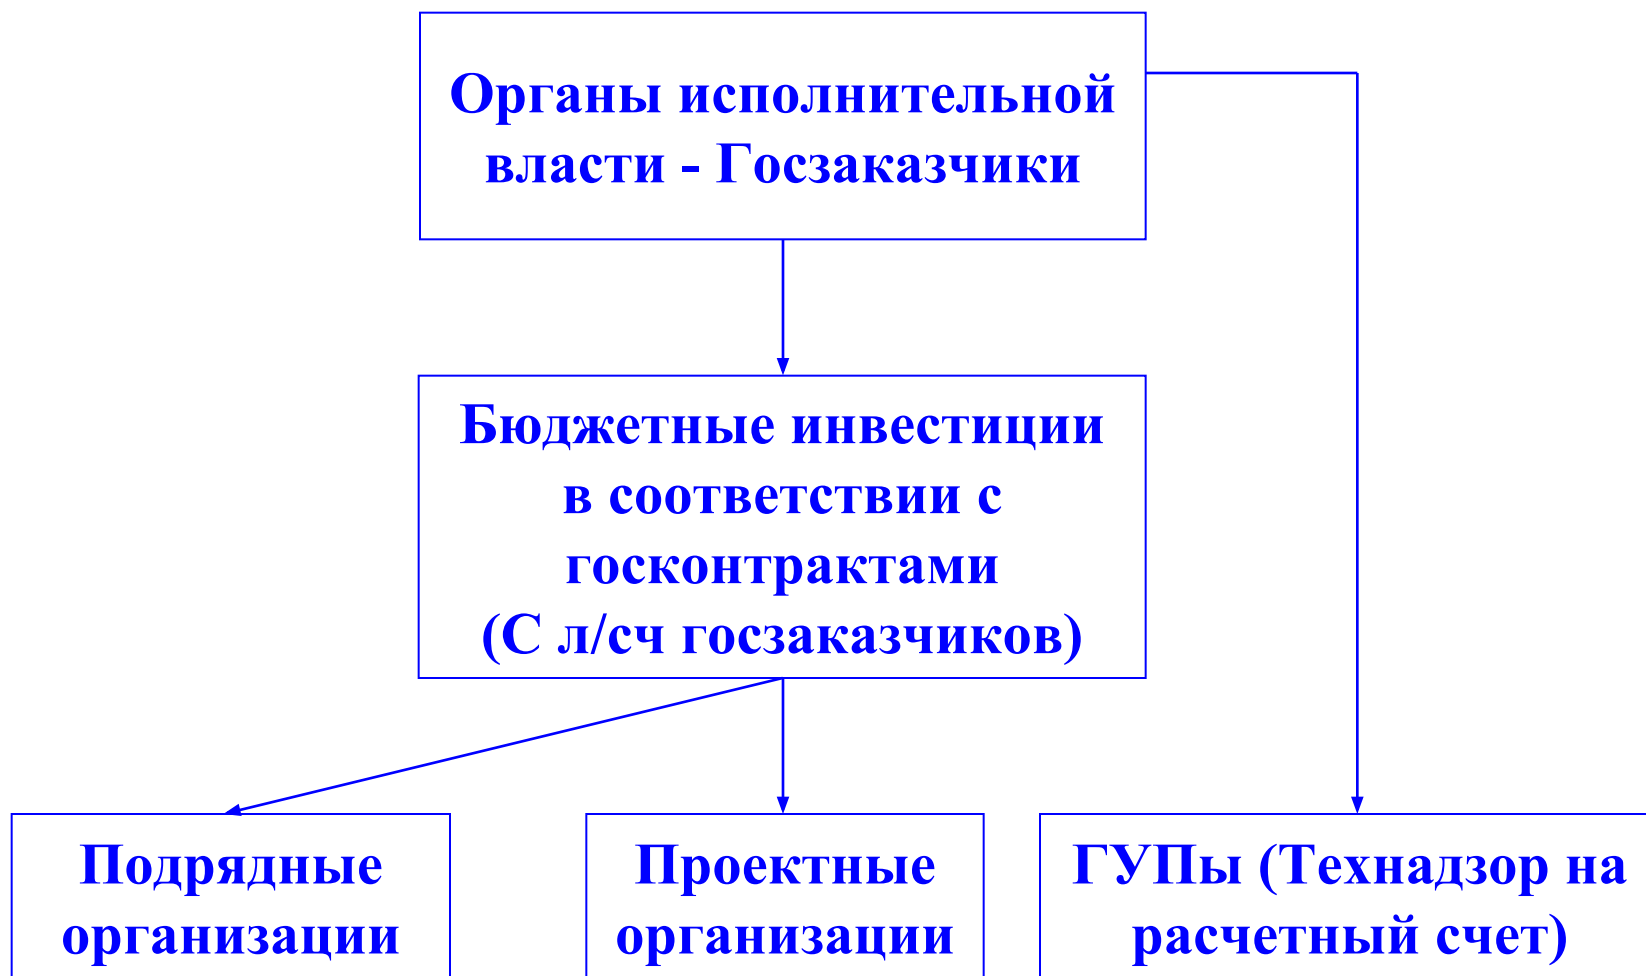 Органы исполнительной
власти - Госзаказчики
Бюджетные инвестиции
в соответствии с
госконтрактами
(С л/сч госзаказчиков)
Подрядные
организации
Проектные
организации
ГУПы (Технадзор на
расчетный счет)